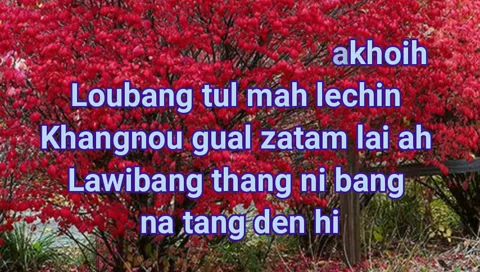 akhoih
Loubang tul mah lechin
Khangnou gual zatam lai ah
Lawibang thang ni bang
na tang den hi